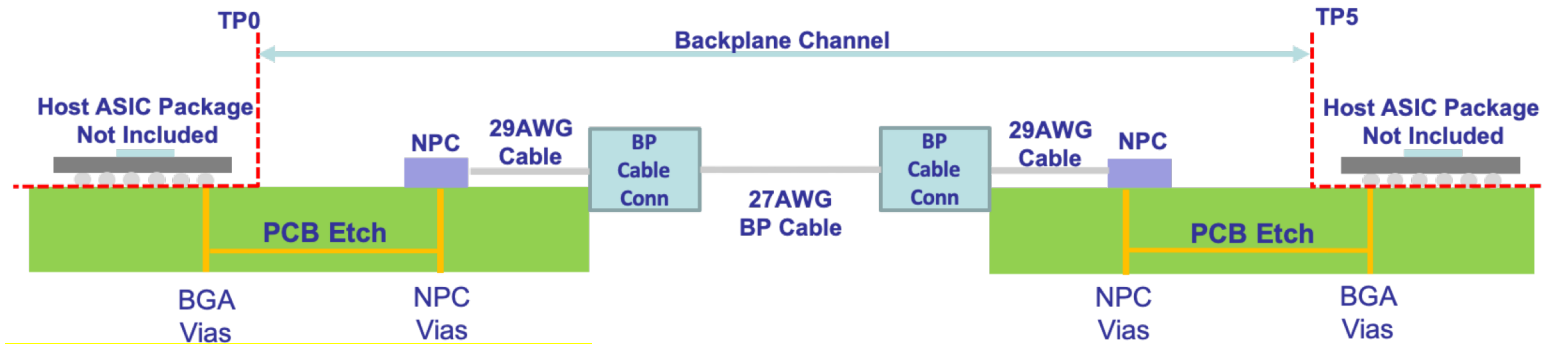 TP0
TP5
Backplane Channel
Host ASIC Package
Not Included
NPC
29AWG
Cable
BP
Cable
Conn
27AWG
BP Cable
BP
Cable
Conn
29AWG
Cable
NPC
Host ASIC Package
Not Included
PCB Etch
PCB Etch
BGA
Vias
NPC
Vias
NPC
Vias
BGA
Vias